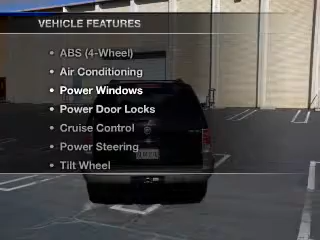 VEHICLE FEATURES
• ABS (4-Wheel)
• Air Conditioning
• Power Windows
• Power Door Locks
• Cruise Control
• Power Steering
• Tilt Wheel